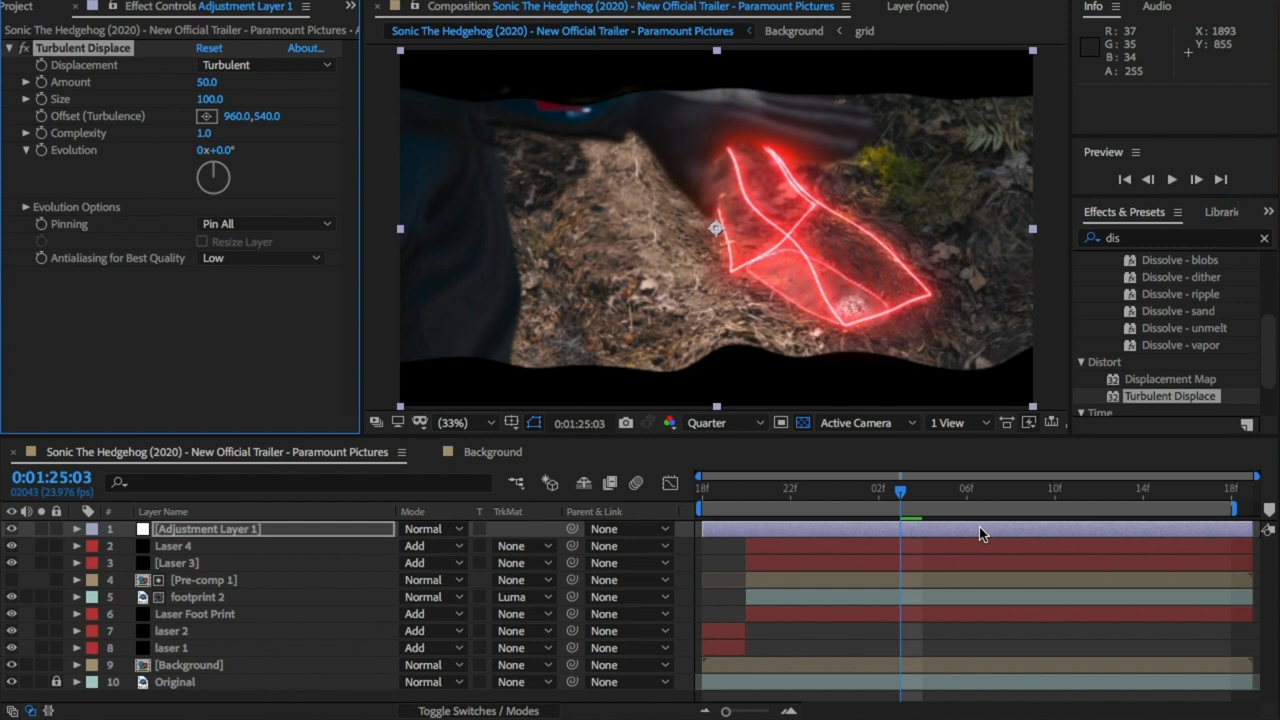 Project
Effect Controls Adjustment Layer 1
Sonic The Hedgehog (2020) - New Official Trailer - Paramount Pictures • A
fx Turbulent Displace Reset About...
Displacement Turbulent
Amount 50.0
Size 100.0
Offset (Turbulence) 960.0,540.0
Complexity 1.0
Evolution 0x+0.0°
Evolution Options
Pinning Pin All
Resize Layer
Antialiasing for Best Quality Low
Composition Sonic The Hedgehog (2020) - New Official Trailer - Paramount Pictures
Layer (none)
Sonic The Hedgehog (2020) - New Official Trailer - Paramount Pictures Background grid
(33%) 0:01:25:03 Quarter Active Camera 1 View
Info Audio
R: 37 X: 1893
G: 35 Y: 855
B: 34
A: 255
Preview
Effects & Presets Librari
dis
Dissolve - blobs
Dissolve - dither
Dissolve - ripple
Dissolve - sand
Dissolve - unmelt
Dissolve - vapor
Distort
Displacement Map
Turbulent Displace
Time
Sonic The Hedgehog (2020) - New Official Trailer - Paramount Pictures Background
0:01:25:03
02043 (23.976 fps)
18f 22f 02f 06f 10f 14f 18f
# Layer Name Mode T TrkMat Parent & Link
1 [Adjustment Layer 1] Normal None
2 Laser 4 Add None None
3 [Laser 3] Add None None
4 [Pre-comp 1] Normal None None
5 footprint 2 Normal Luma None
6 Laser Foot Print Add None None
7 laser 2 Add None None
8 laser 1 Add None None
9 [Background] Normal None None
10 Original Normal None None
Toggle Switches / Modes